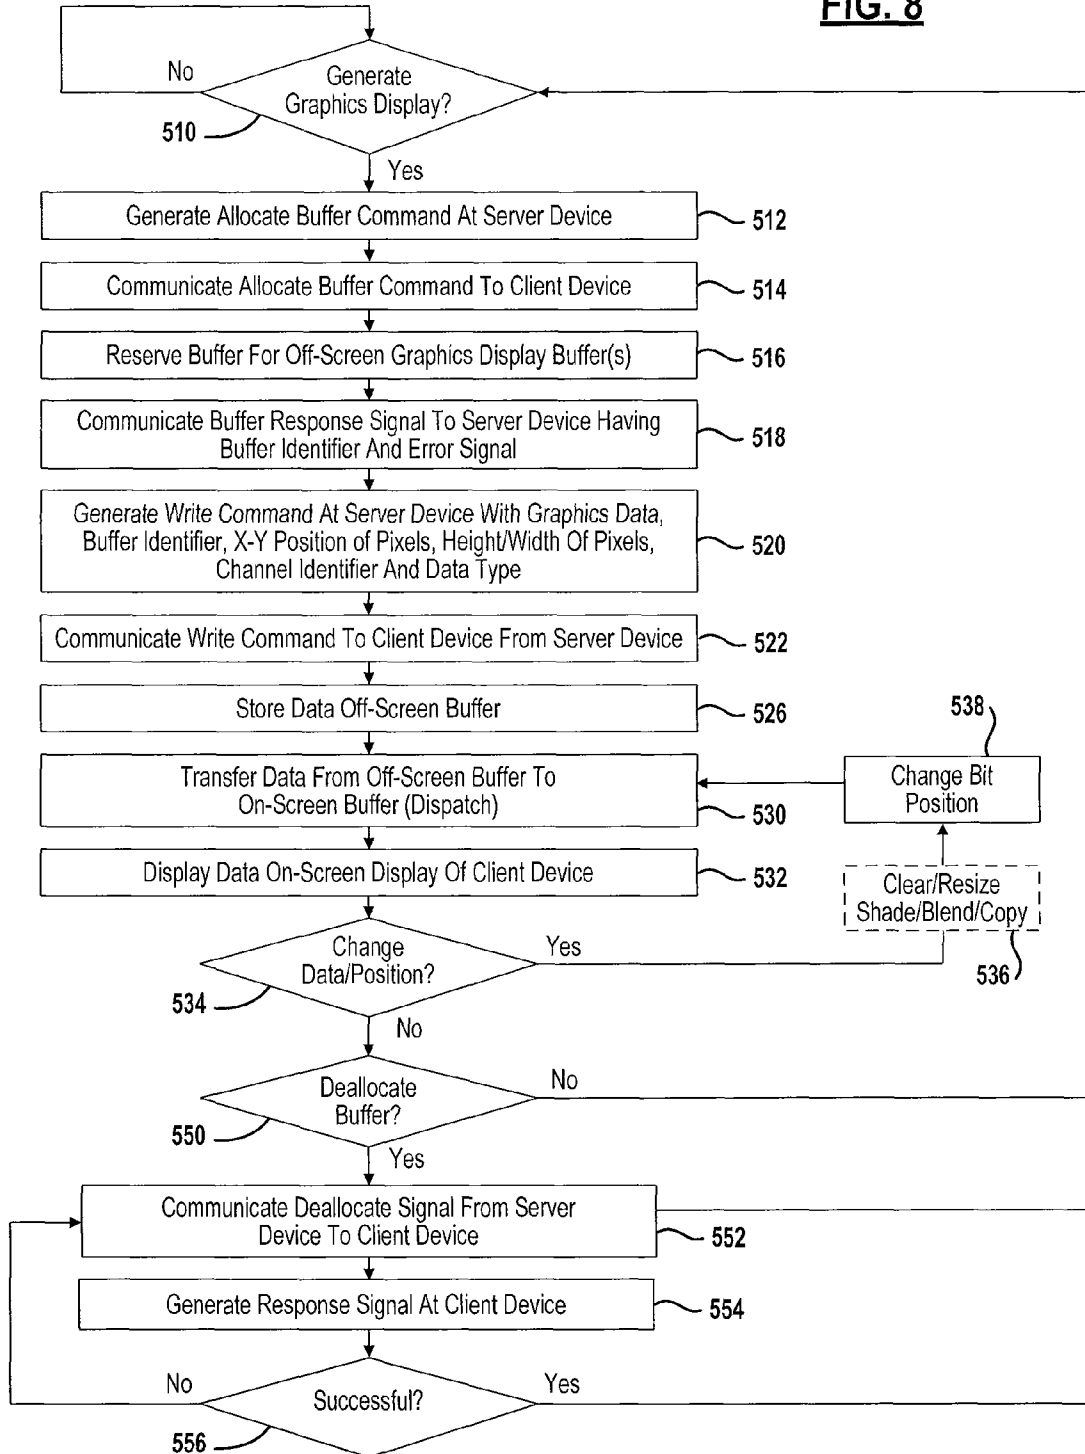 FIG. 8
No
Generate
Graphics Display?
510
Yes
Generate Allocate Buffer Command At Server Device
512
Communicate Allocate Buffer Command To Client Device
514
Reserve Buffer For Off-Screen Graphics Display Buffer(s)
516
Communicate Buffer Response Signal To Server Device Having
Buffer Identifier And Error Signal
518
Generate Write Command At Server Device With Graphics Data,
Buffer Identifier, X-Y Position of Pixels, Height/Width Of Pixels,
Channel Identifier And Data Type
520
Communicate Write Command To Client Device From Server Device
522
Store Data Off-Screen Buffer
526
538
Transfer Data From Off-Screen Buffer To
On-Screen Buffer (Dispatch)
530
Change Bit
Position
Display Data On-Screen Display Of Client Device
532
Clear/Resize
Shade/Blend/Copy
536
Change
Data/Position?
Yes
534
No
Deallocate
Buffer?
No
550
Yes
Communicate Deallocate Signal From Server
Device To Client Device
552
Generate Response Signal At Client Device
554
No
Successful?
Yes
556